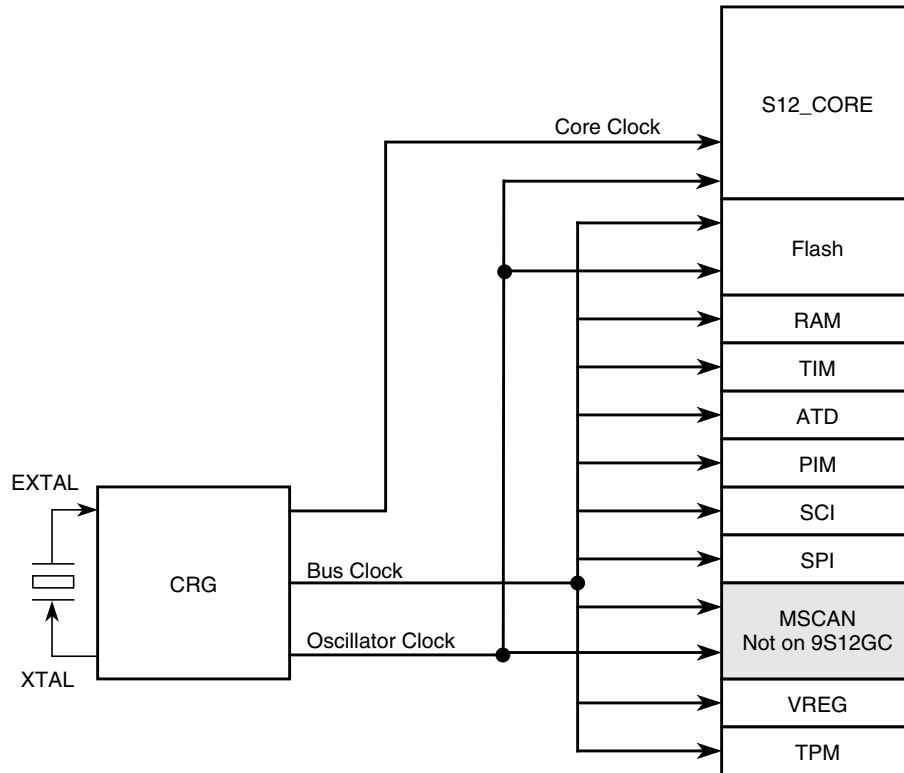 S12_CORE
Core Clock
Flash
RAM
TIM
ATD
PIM
EXTAL
SCI
SPI
Bus Clock
CRG
MSCAN
Not on 9S12GC
Oscillator Clock
XTAL
VREG
TPM